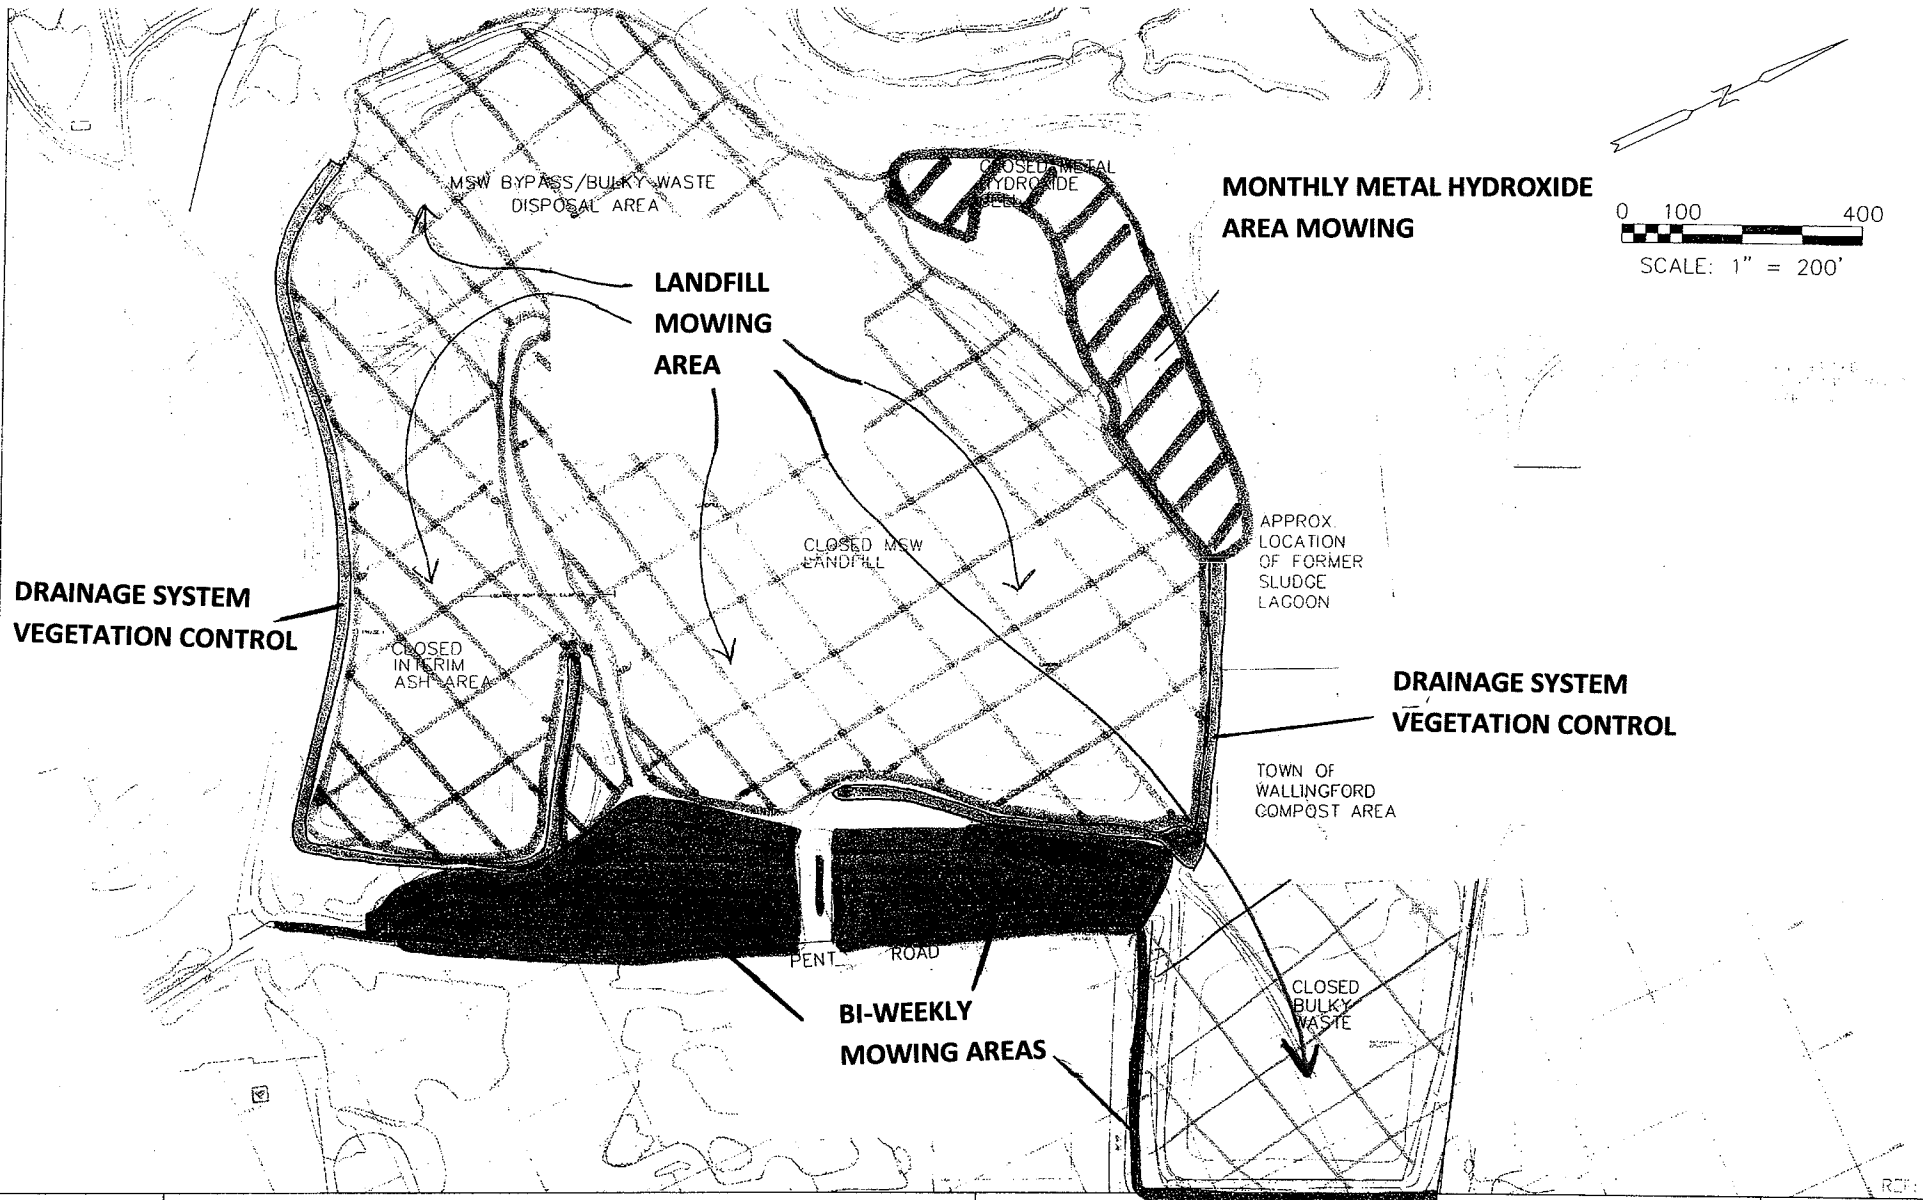 N
MSW BYPASS/BULKY WASTE
DISPOSAL AREA
CLOSED METAL
HYDROXIDE
CELL
MONTHLY METAL HYDROXIDE
AREA MOWING
0 100 400
SCALE: 1" = 200'
LANDFILL
MOWING
AREA
CLOSED MSW
LANDFILL
APPROX.
LOCATION
OF FORMER
SLUDGE
LAGOON
DRAINAGE SYSTEM
VEGETATION CONTROL
CLOSED
INTERIM
ASH AREA
DRAINAGE SYSTEM
VEGETATION CONTROL
TOWN OF
WALLINGFORD
COMPOST AREA
PENT ROAD
CLOSED
BULKY
WASTE
BI-WEEKLY
MOWING AREAS